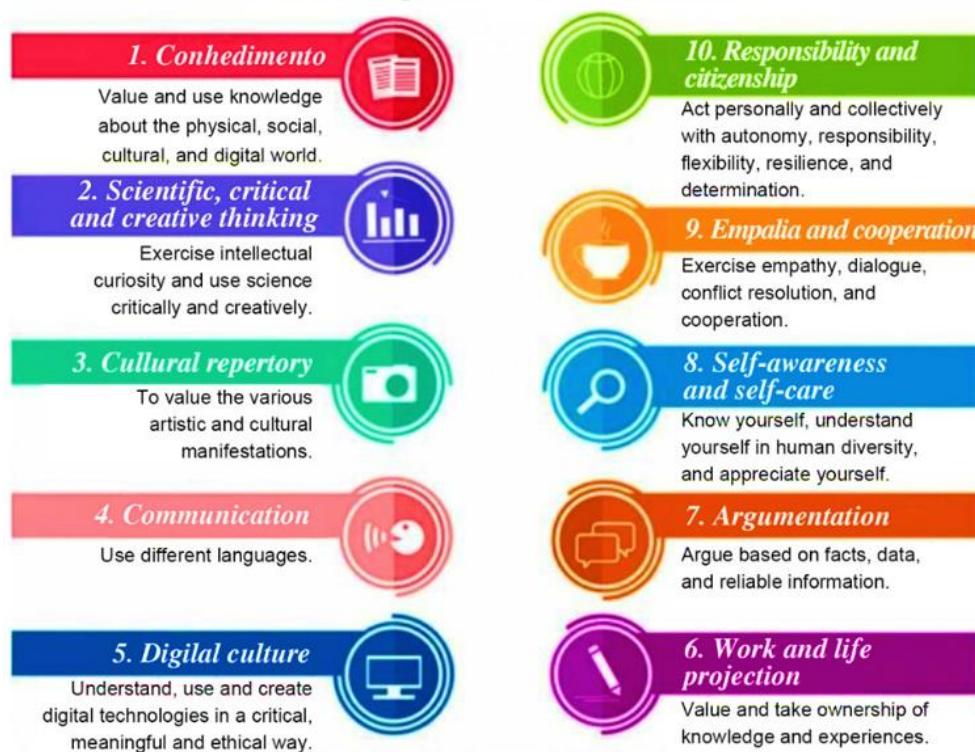 1. Conhedimento
Value and use knowledge
about the physical, social,
cultural, and digital world.
2. Scientific, critical
and creative thinking
Exercise intellectual
curiosity and use science
critically and creatively.
3. Cullural repertory
To value the various
artistic and cultural
manifestations.
4. Communication
Use different languages.
5. Digilal culture
Understand, use and create
digital technologies in a critical,
meaningful and ethical way.
10. Responsibility and
citizenship
Act personally and collectively
with autonomy, responsibility,
flexibility, resilience, and
determination.
9. Empalia and cooperation
Exercise empathy, dialogue,
conflict resolution, and
cooperation.
8. Self-awareness
and self-care
Know yourself, understand
yourself in human diversity,
and appreciate yourself.
7. Argumentation
Argue based on facts, data,
and reliable information.
6. Work and life
projection
Value and take ownership of
knowledge and experiences.